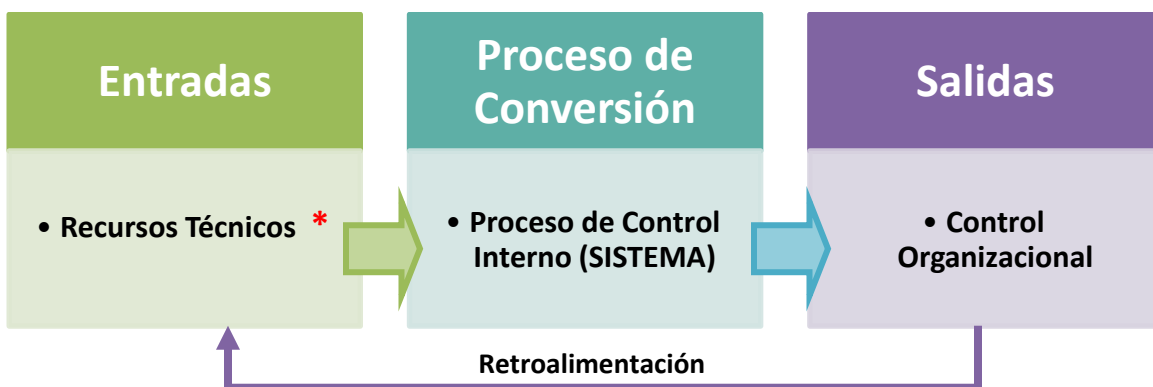 Entradas
• Recursos Técnicos *
Proceso de
Conversión
• Proceso de Control
Interno (SISTEMA)
Salidas
• Control
Organizacional
Retroalimentación